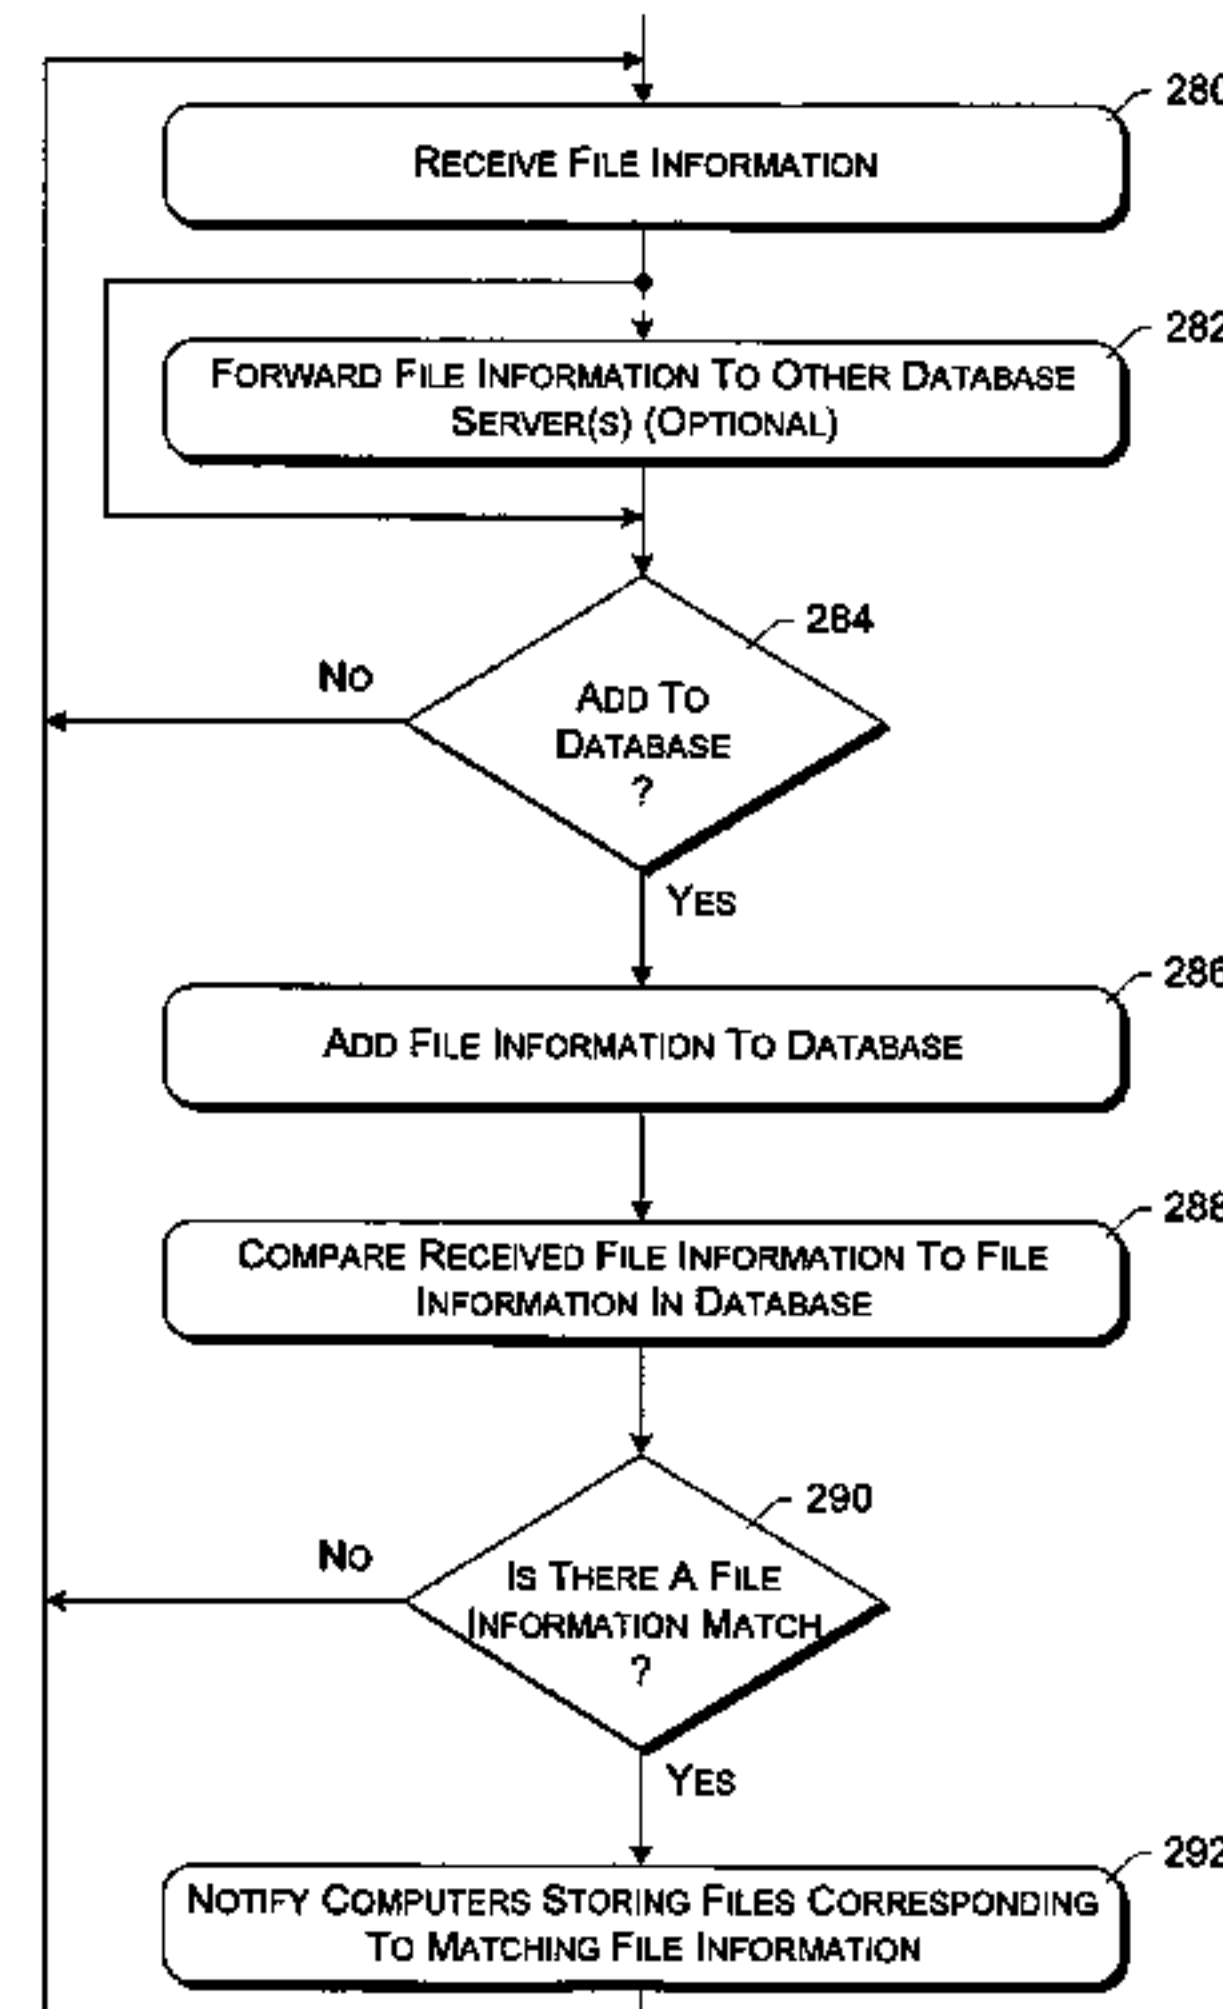 280
RECEIVE FILE INFORMATION
282
FORWARD FILE INFORMATION TO OTHER DATABASE
SERVER(S) (OPTIONAL)
284
NO
ADD TO
DATABASE
?
YES
286
ADD FILE INFORMATION TO DATABASE
288
COMPARE RECEIVED FILE INFORMATION TO FILE
INFORMATION IN DATABASE
290
NO
IS THERE A FILE
INFORMATION MATCH
?
YES
292
NOTIFY COMPUTERS STORING FILES CORRESPONDING
TO MATCHING FILE INFORMATION